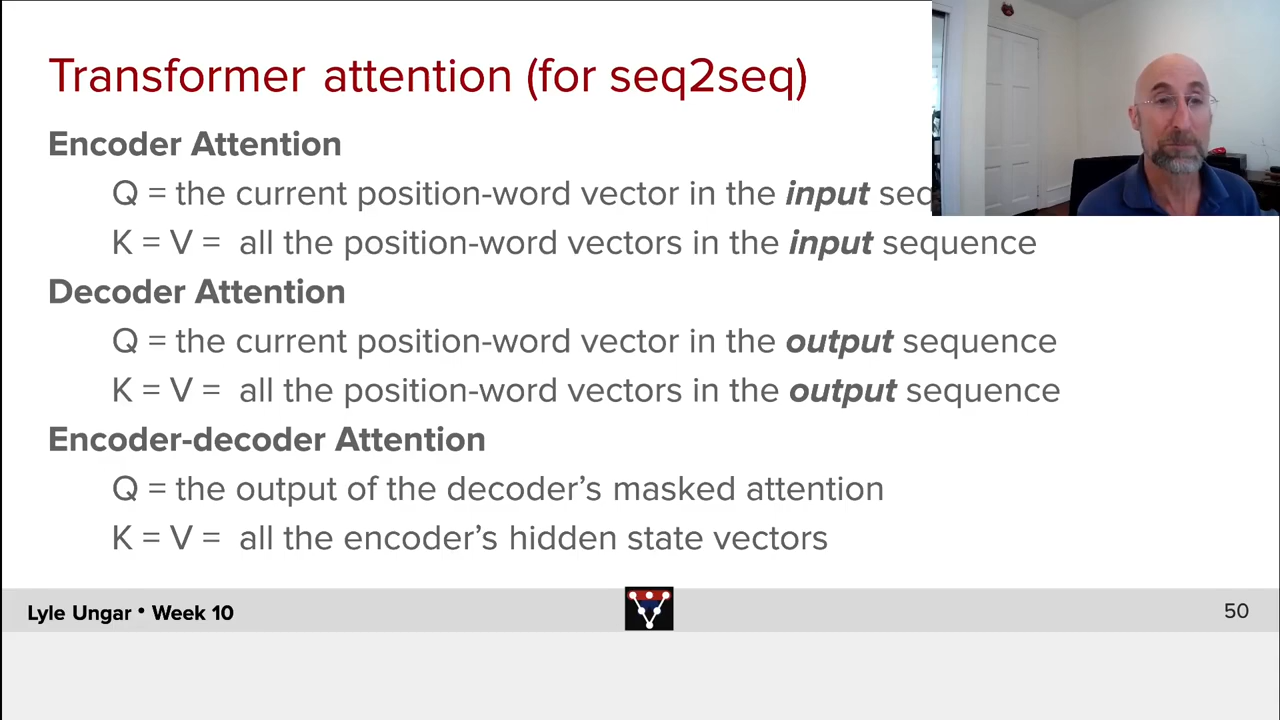 Transformer attention (for seq2seq)
Encoder Attention
Q = the current position-word vector in the input seq
K = V = all the position-word vectors in the input sequence
Decoder Attention
Q = the current position-word vector in the output sequence
K = V = all the position-word vectors in the output sequence
Encoder-decoder Attention
Q = the output of the decoder’s masked attention
K = V = all the encoder’s hidden state vectors
Lyle Ungar • Week 10
50